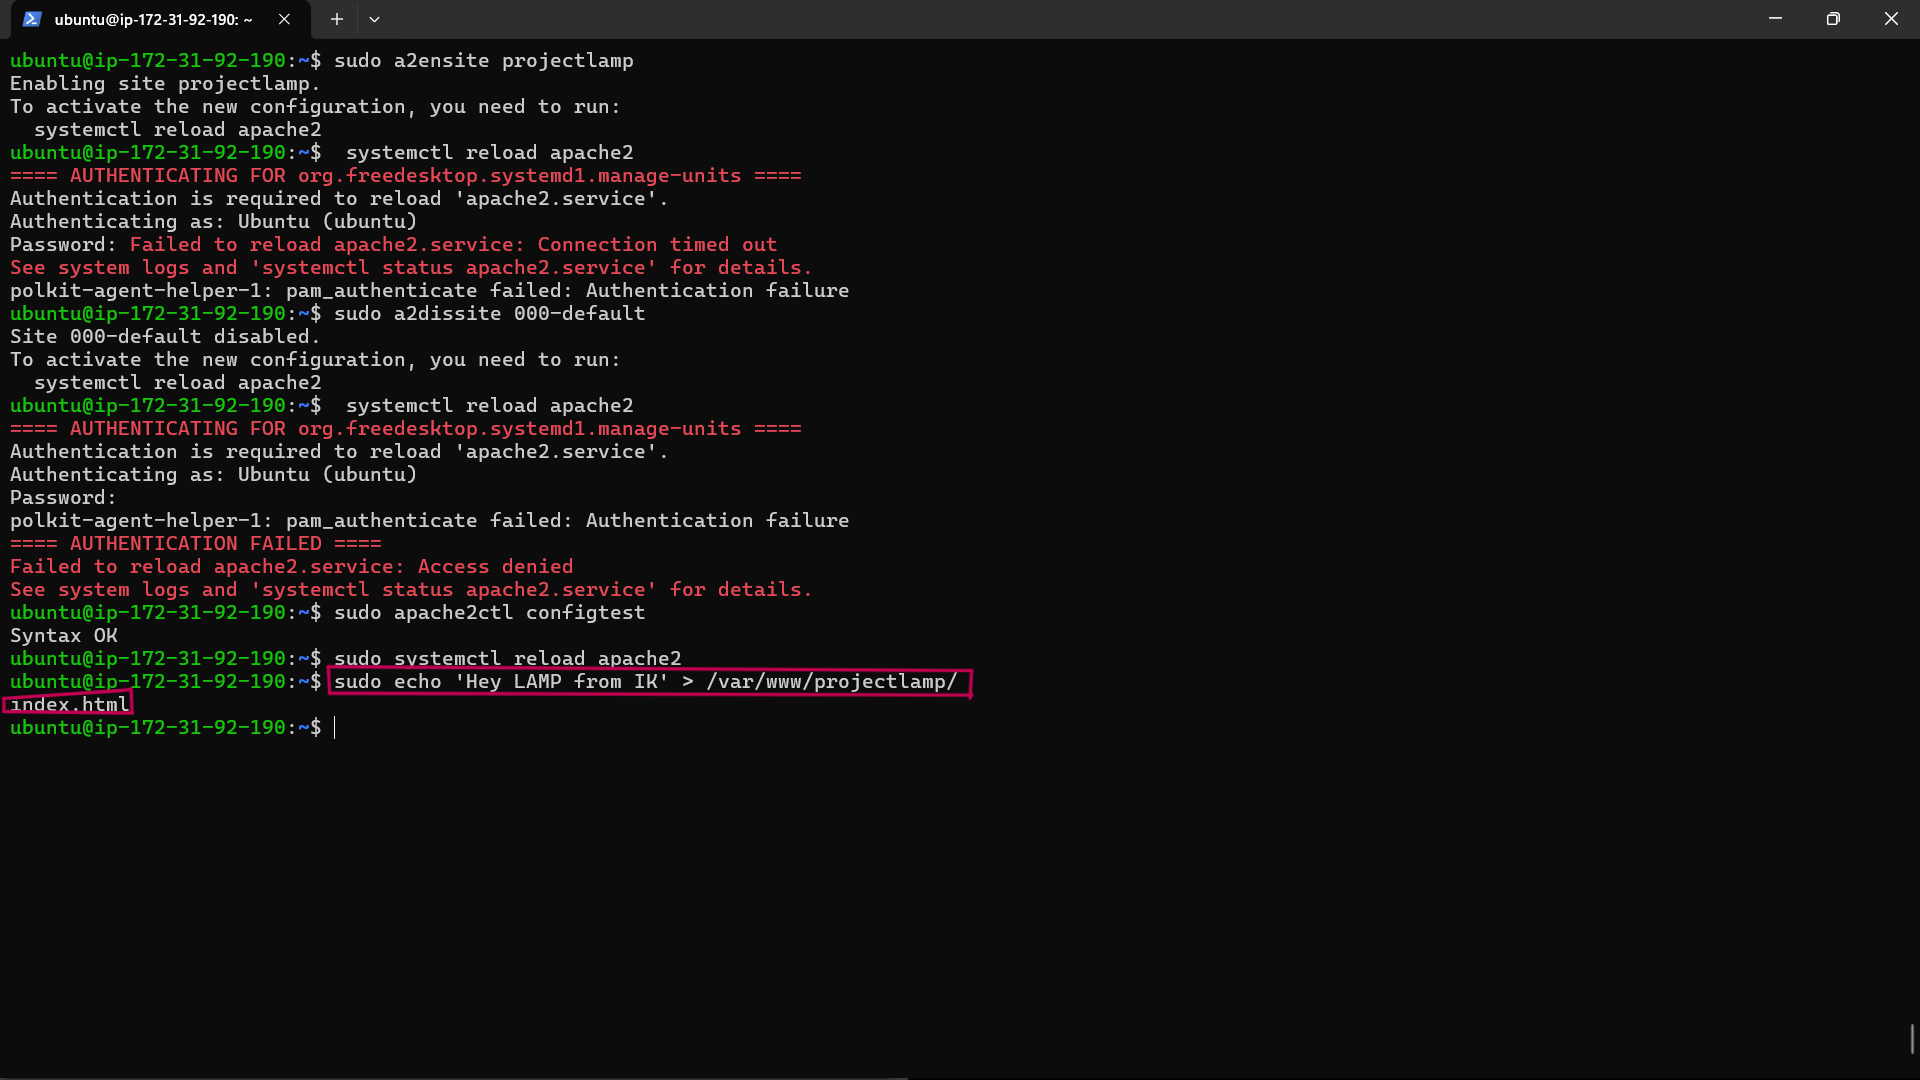 ubuntu@ip-172-31-92-190: ~
ubuntu@ip-172-31-92-190:~$ sudo a2ensite projectlamp
Enabling site projectlamp.
To activate the new configuration, you need to run:
  systemctl reload apache2
ubuntu@ip-172-31-92-190:~$  systemctl reload apache2
==== AUTHENTICATING FOR org.freedesktop.systemd1.manage-units ====
Authentication is required to reload 'apache2.service'.
Authenticating as: Ubuntu (ubuntu)
Password: Failed to reload apache2.service: Connection timed out
See system logs and 'systemctl status apache2.service' for details.
polkit-agent-helper-1: pam_authenticate failed: Authentication failure
ubuntu@ip-172-31-92-190:~$ sudo a2dissite 000-default
Site 000-default disabled.
To activate the new configuration, you need to run:
  systemctl reload apache2
ubuntu@ip-172-31-92-190:~$  systemctl reload apache2
==== AUTHENTICATING FOR org.freedesktop.systemd1.manage-units ====
Authentication is required to reload 'apache2.service'.
Authenticating as: Ubuntu (ubuntu)
Password:
polkit-agent-helper-1: pam_authenticate failed: Authentication failure
==== AUTHENTICATION FAILED ====
Failed to reload apache2.service: Access denied
See system logs and 'systemctl status apache2.service' for details.
ubuntu@ip-172-31-92-190:~$ sudo apache2ctl configtest
Syntax OK
ubuntu@ip-172-31-92-190:~$ sudo systemctl reload apache2
ubuntu@ip-172-31-92-190:~$ sudo echo 'Hey LAMP from IK' > /var/www/projectlamp/
index.html
ubuntu@ip-172-31-92-190:~$